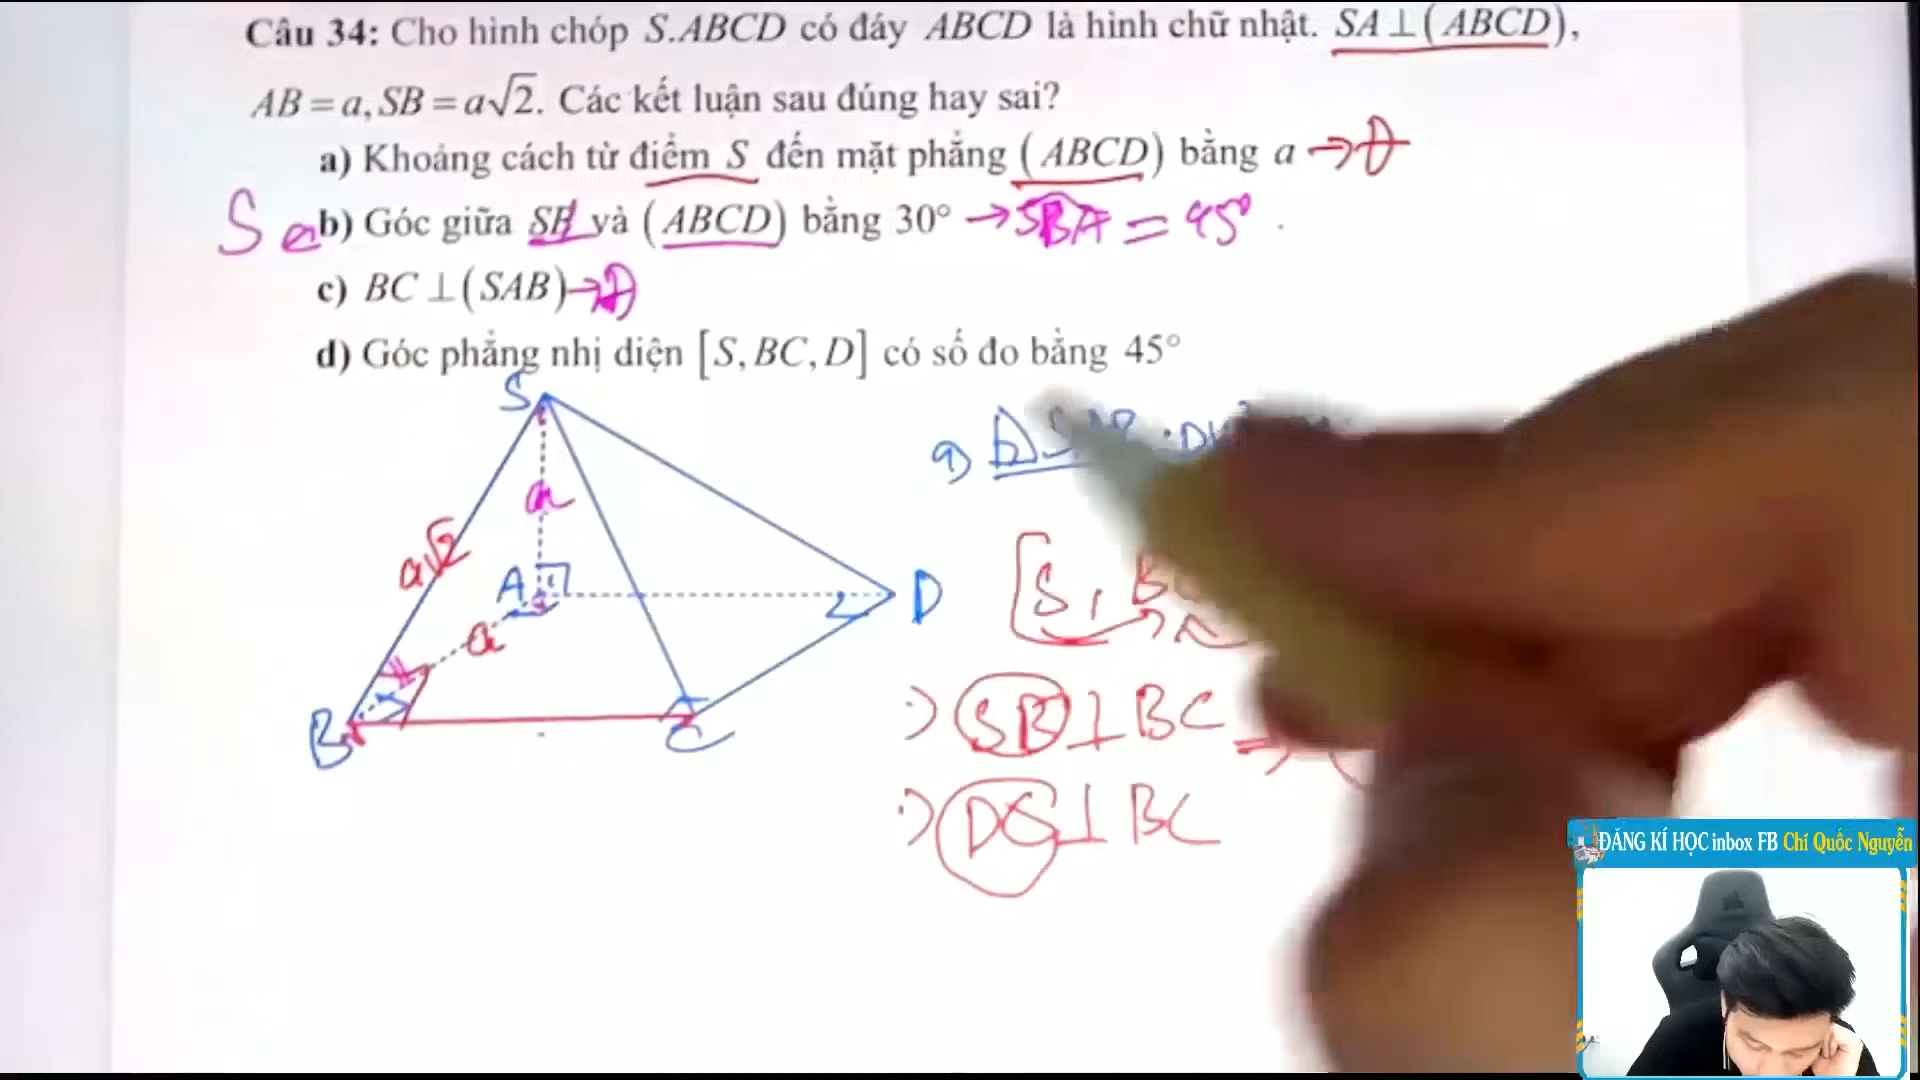 Câu 34: Cho hình chóp S.ABCD có đáy ABCD là hình chữ nhật. SA⊥(ABCD),
AB = a, SB = a√2. Các kết luận sau đúng hay sai?
a) Khoảng cách từ điểm S đến mặt phẳng (ABCD) bằng a → Đ
S b) Góc giữa SB và (ABCD) bằng 30° → SBA = 45°
c) BC⊥(SAB) → Đ
d) Góc phẳng nhị diện [S, BC, D] có số đo bằng 45°
S
a
a√2
A
D
a
B
C
a)
[S, B
SB ⊥ BC ⇒
DC ⊥ BC
ĐĂNG KÍ HỌC inbox FB Chí Quốc Nguyễn